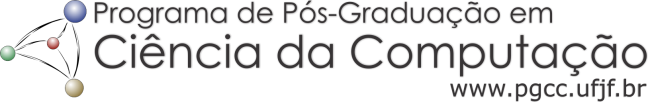 Programa de Pós-Graduação em
Ciência da Computação
www.pgcc.ufjf.br